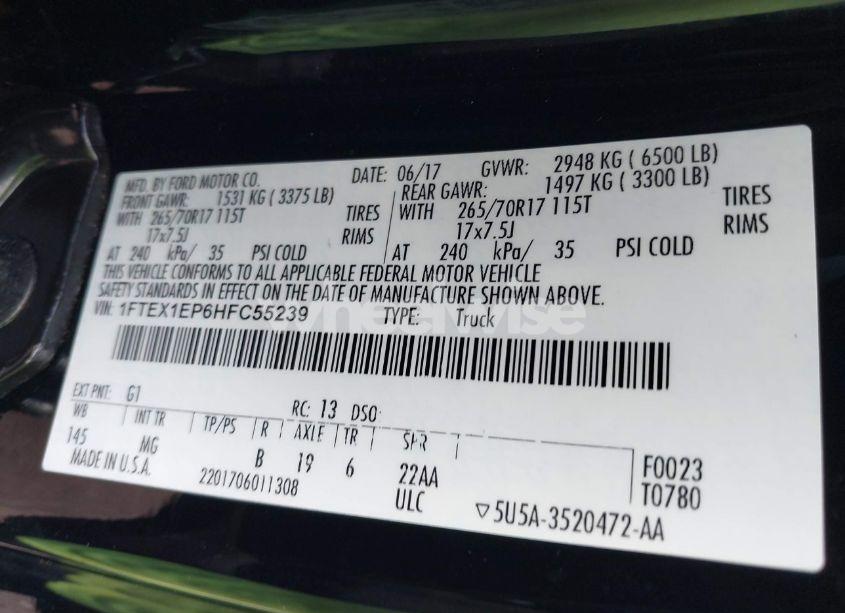 MFD. BY FORD MOTOR CO. DATE: 06/17 GVWR: 2948 KG ( 6500 LB)
FRONT GAWR: 1531 KG ( 3375 LB) REAR GAWR: 1497 KG ( 3300 LB)
WITH 265/70R17 115T TIRES WITH 265/70R17 115T TIRES
17x7.5J RIMS 17x7.5J RIMS
AT 240 kPa/ 35 PSI COLD AT 240 kPa/ 35 PSI COLD
THIS VEHICLE CONFORMS TO ALL APPLICABLE FEDERAL MOTOR VEHICLE
SAFETY STANDARDS IN EFFECT ON THE DATE OF MANUFACTURE SHOWN ABOVE.
VIN: 1FTEX1EP6HFC55239 TYPE: Truck
wheelwise
EXT PNT: G1 RC: 13 DSO:
WB INT TR TP/PS R AXLE TR SPR
145 MG B 19 6 22AA F0023
MADE IN U.S.A. 2201706011308 ULC T0780
5U5A-3520472-AA